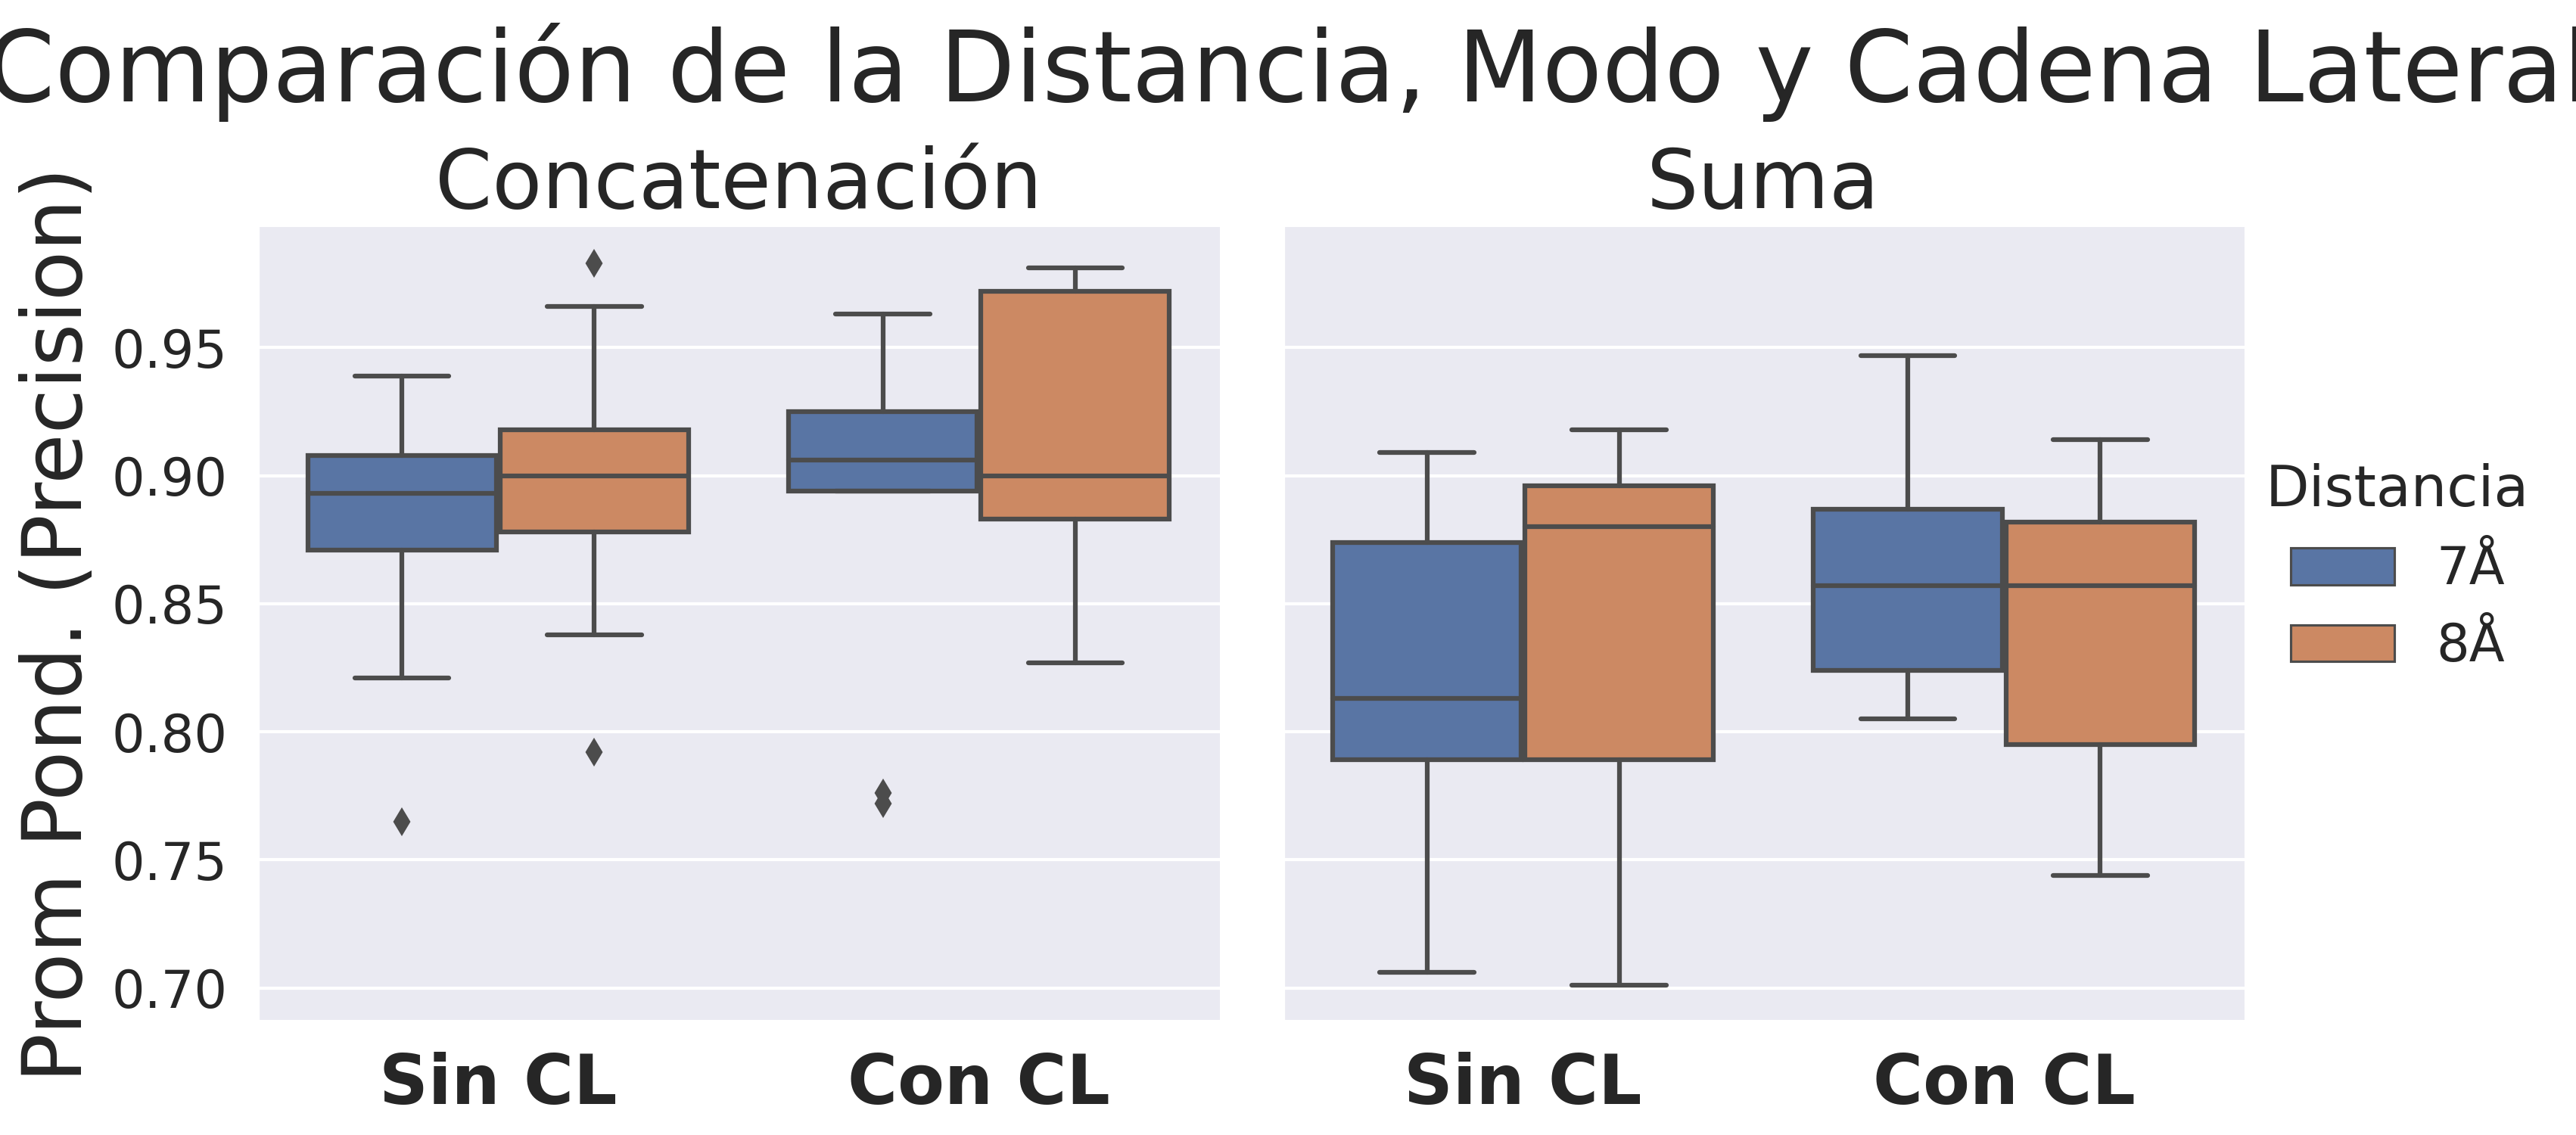 Comparación de la Distancia, Modo y Cadena Lateral
Concatenación
Suma
Prom Pond. (Precision)
0.95
0.90
0.85
0.80
0.75
0.70
Sin CL
Con CL
Sin CL
Con CL
Distancia
7Å
8Å